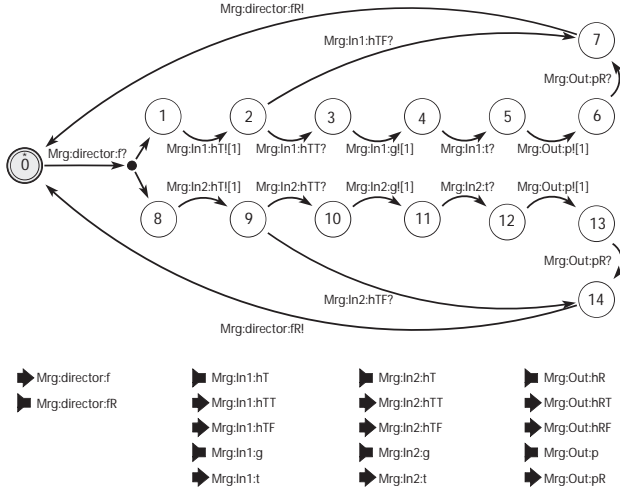 Mrg:director:fR!
Mrg:In1:hTF?
7
Mrg:Out:pR?
1
2
3
4
5
6
Mrg:director:f?
Mrg:In1:hT![1]
Mrg:In1:hTT?
Mrg:In1:g![1]
Mrg:In1:t?
Mrg:Out:p![1]
*
0
Mrg:In2:hT![1]
Mrg:In2:hTT?
Mrg:In2:g![1]
Mrg:In2:t?
Mrg:Out:p![1]
8
9
10
11
12
13
Mrg:Out:pR?
Mrg:In2:hTF?
14
Mrg:director:fR!
Mrg:director:f
Mrg:In1:hT
Mrg:In2:hT
Mrg:Out:hR
Mrg:director:fR
Mrg:In1:hTT
Mrg:In2:hTT
Mrg:Out:hRT
Mrg:In1:hTF
Mrg:In2:hTF
Mrg:Out:hRF
Mrg:In1:g
Mrg:In2:g
Mrg:Out:p
Mrg:In1:t
Mrg:In2:t
Mrg:Out:pR